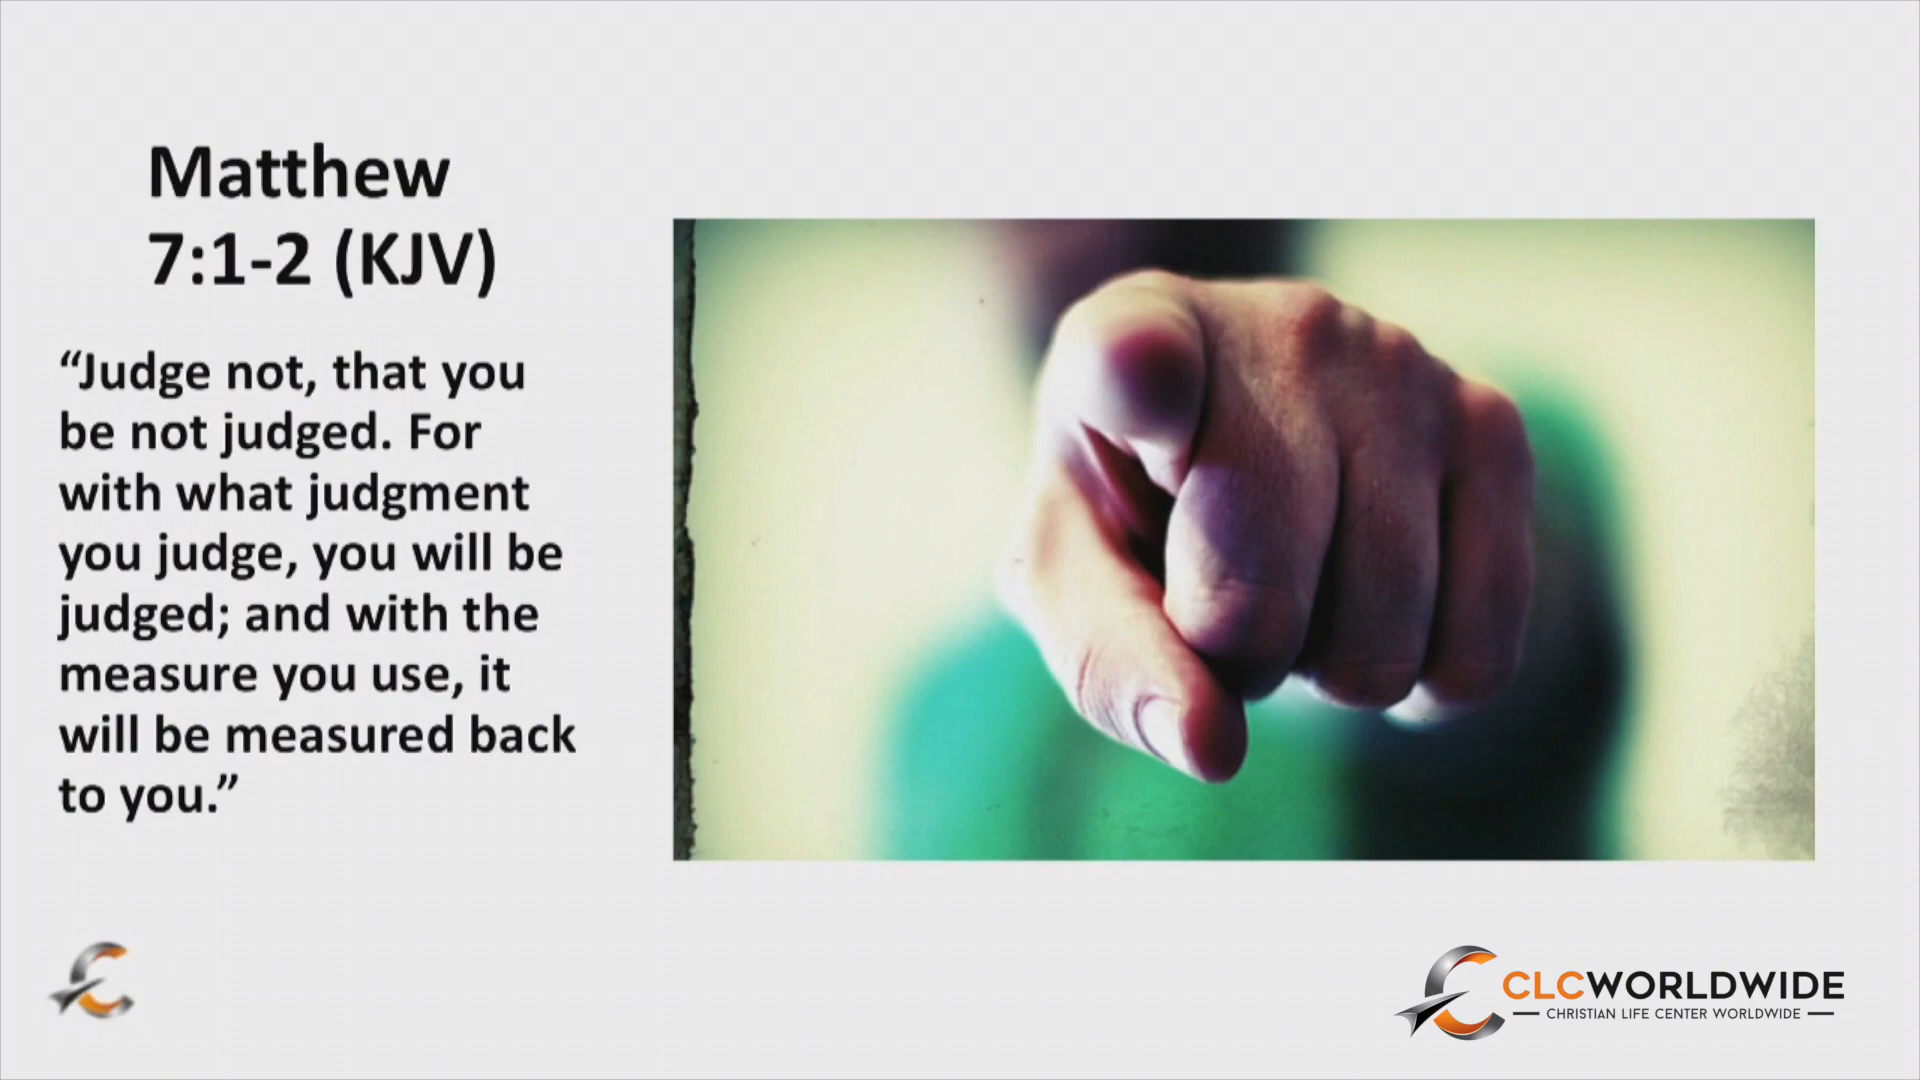 Matthew
7:1-2 (KJV)
“Judge not, that you
be not judged. For
with what judgment
you judge, you will be
judged; and with the
measure you use, it
will be measured back
to you.”
CLCWORLDWIDE
CHRISTIAN LIFE CENTER WORLDWIDE